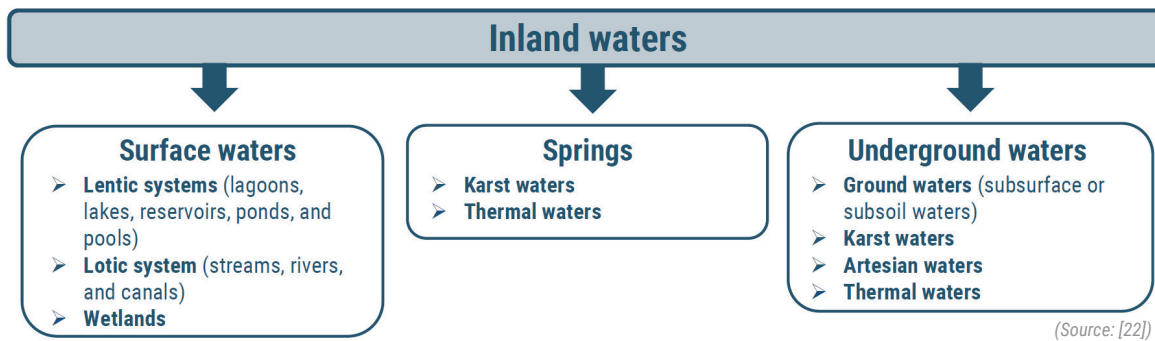 Inland waters
Surface waters
➢ Lentic systems (lagoons,
lakes, reservoirs, ponds, and
pools)
➢ Lotic system (streams, rivers,
and canals)
➢ Wetlands
Springs
➢ Karst waters
➢ Thermal waters
Underground waters
➢ Ground waters (subsurface or
subsoil waters)
➢ Karst waters
➢ Artesian waters
➢ Thermal waters
(Source: [22])